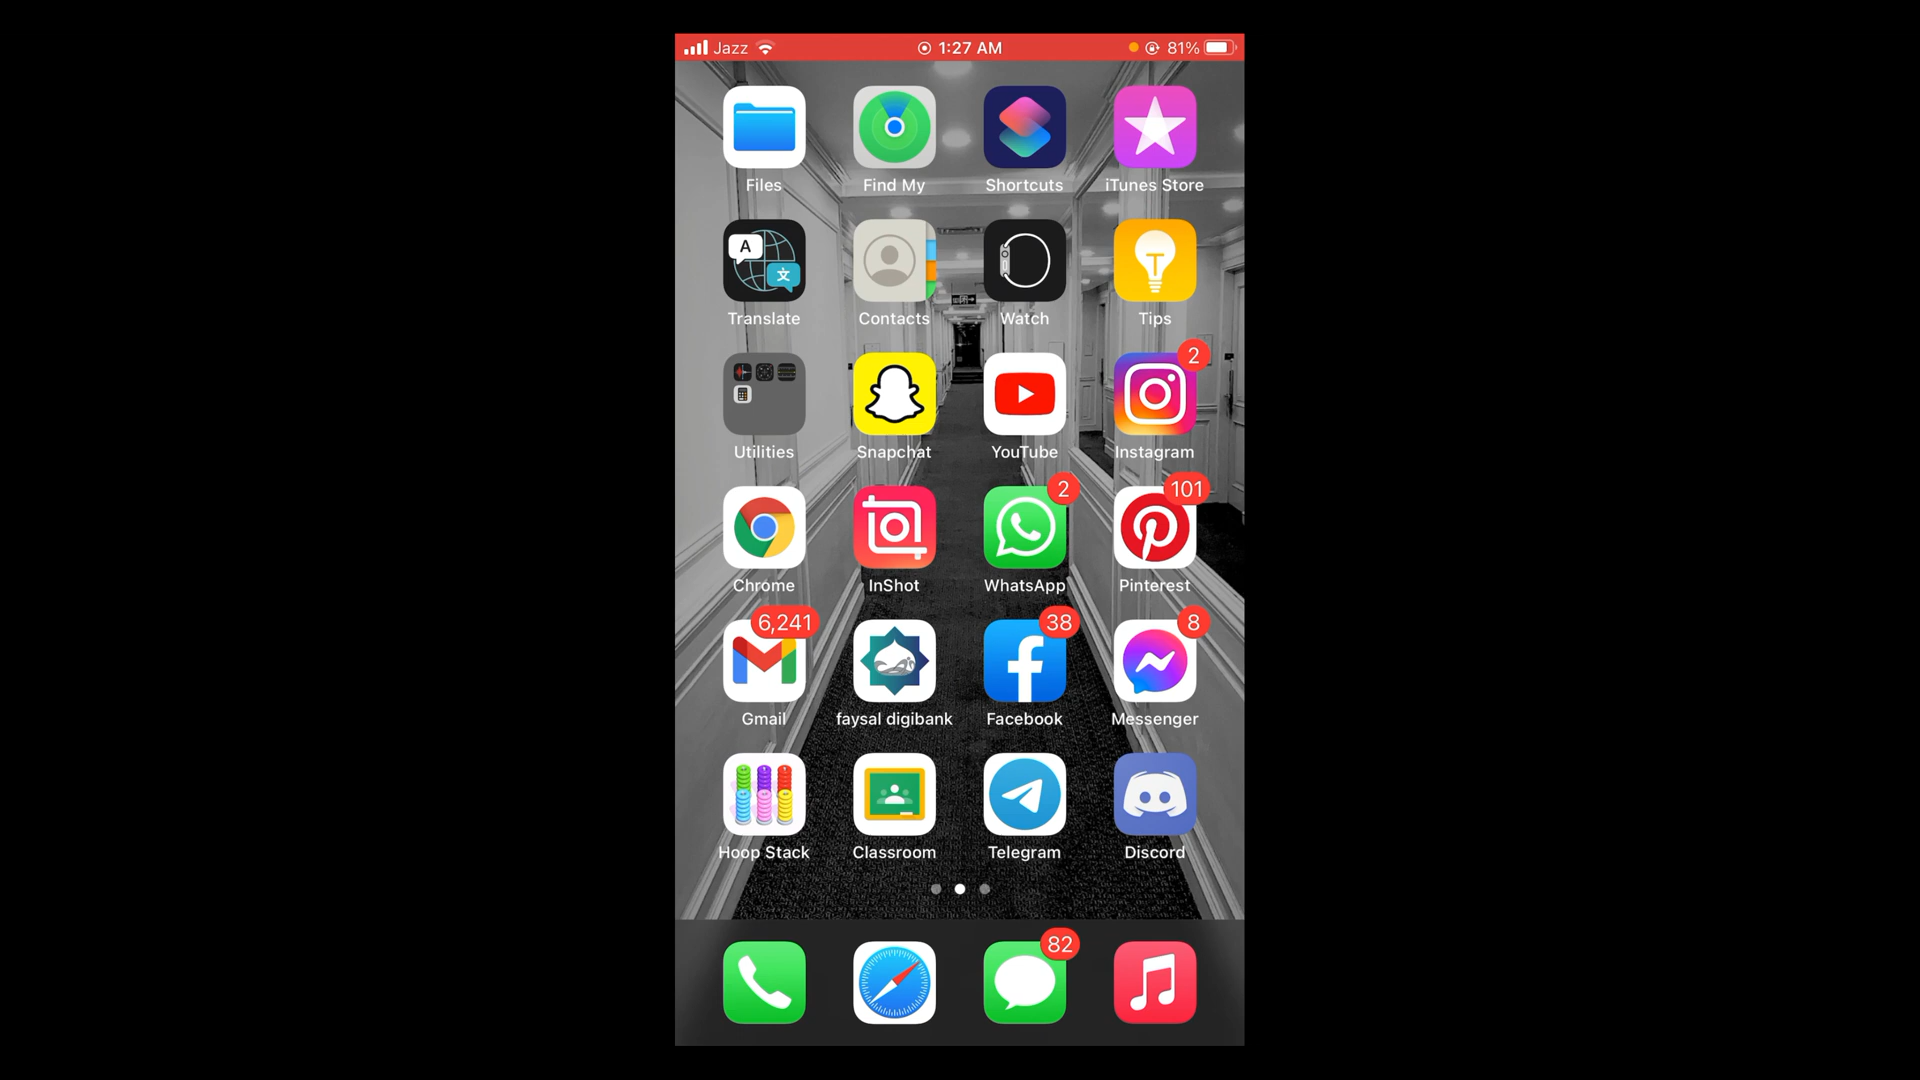 Jazz 1:27 AM 81%
Files Find My Shortcuts iTunes Store
A 文 T
Translate Contacts Watch Tips
2
Utilities Snapchat YouTube Instagram
2 101
Chrome InShot WhatsApp Pinterest
6,241 38 8
Gmail faysal digibank Facebook Messenger
Hoop Stack Classroom Telegram Discord
82